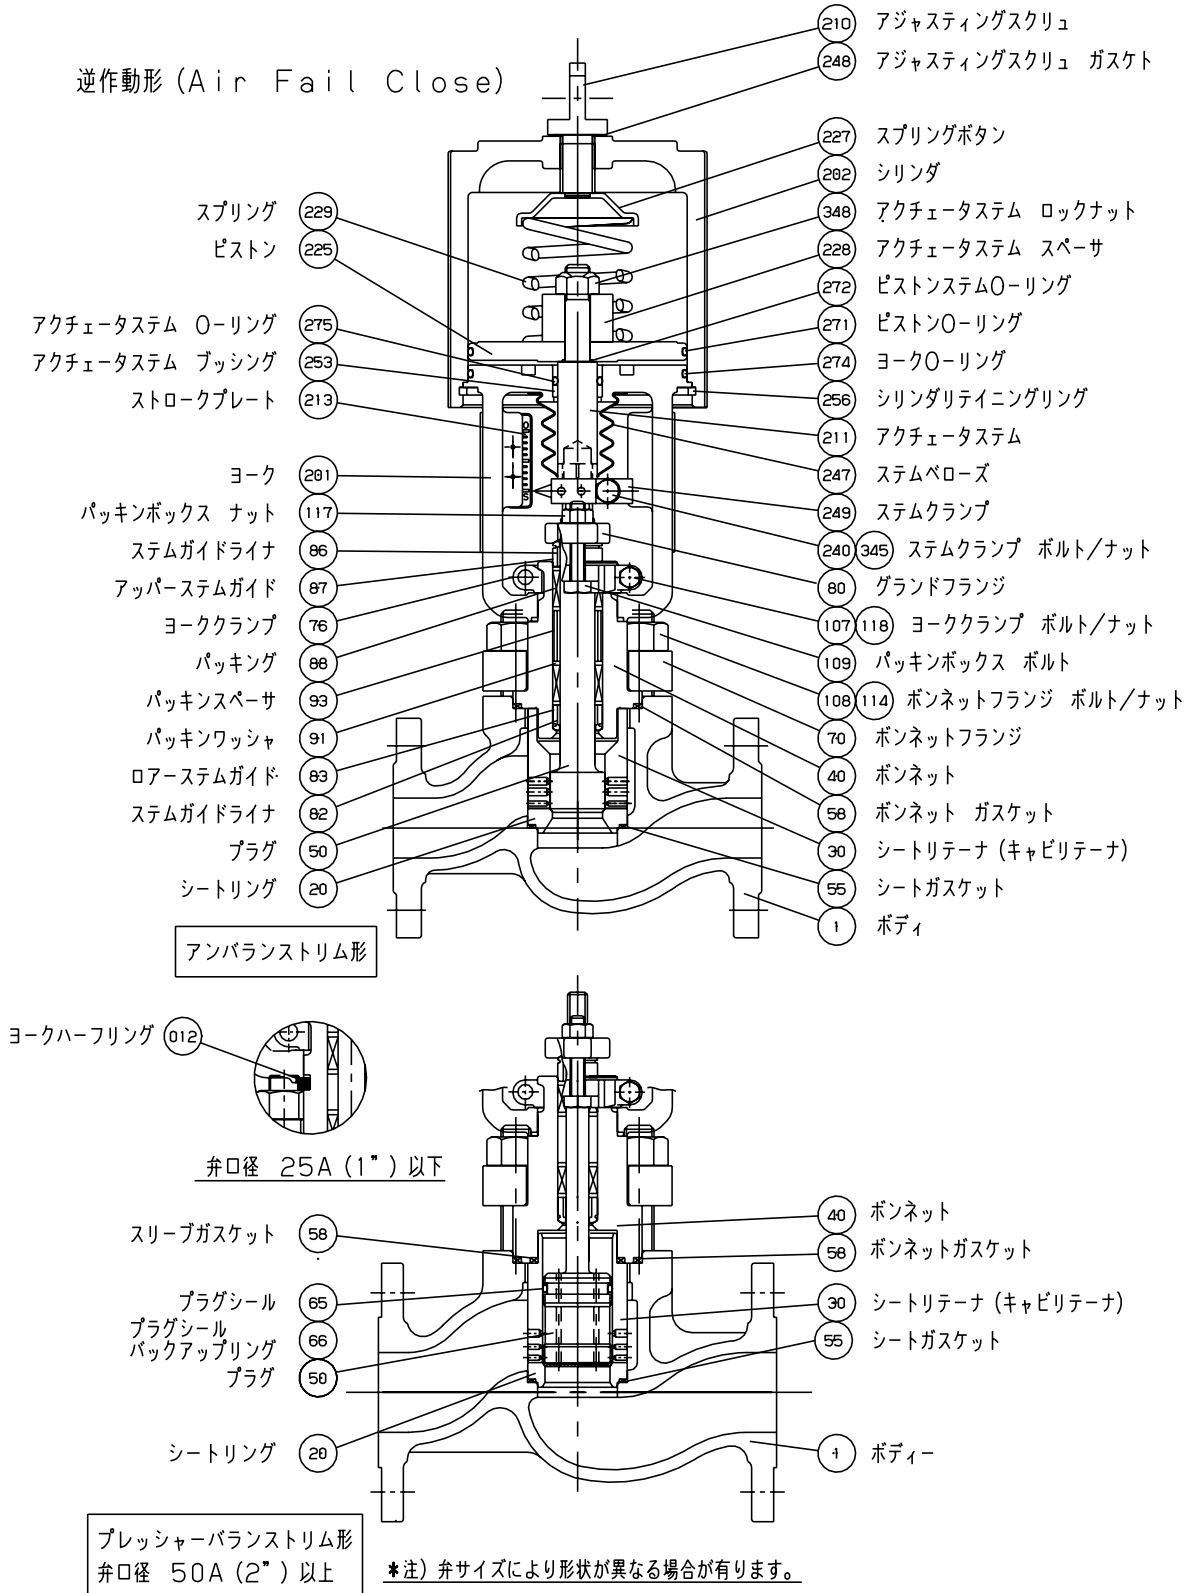 逆作動形 (Air Fail Close)
210 アジャスティングスクリュ
248 アジャスティングスクリュ ガスケト
227 スプリングボタン
202 シリンダ
348 アクチェータステム ロックナット
228 アクチェータステム スペーサ
272 ピストンステムO-リング
271 ピストンO-リング
274 ヨークO-リング
256 シリンダリテイニングリング
211 アクチェータステム
247 ステムベローズ
249 ステムクランプ
240 345 ステムクランプ ボルト/ナット
80 グランドフランジ
107 118 ヨーククランプ ボルト/ナット
109 パッキンボックス ボルト
108 114 ボンネットフランジ ボルト/ナット
70 ボンネットフランジ
40 ボンネット
58 ボンネット ガスケット
30 シートリテーナ (キャビリテーナ)
55 シートガスケット
1 ボディ
スプリング 229
ピストン 225
アクチェータステム O-リング 275
アクチェータステム ブッシング 253
ストロークプレート 213
ヨーク 201
パッキンボックス ナット 117
ステムガイドライナ 86
アッパーステムガイド 87
ヨーククランプ 76
パッキング 88
パッキンスペーサ 93
パッキンワッシャ 91
ロアーステムガイド 83
ステムガイドライナ 82
プラグ 50
シートリング 20
アンバランストリム形
ヨークハーフリング 012
弁口径 25A (1”) 以下
スリーブガスケット 58
プラグシール 65
プラグシール
バックアップリング 66
プラグ 50
シートリング 20
40 ボンネット
58 ボンネットガスケット
30 シートリテーナ (キャビリテーナ)
55 シートガスケット
1 ボディー
プレッシャーバランストリム形
弁口径 50A (2”) 以上
*注) 弁サイズにより形状が異なる場合が有ります。